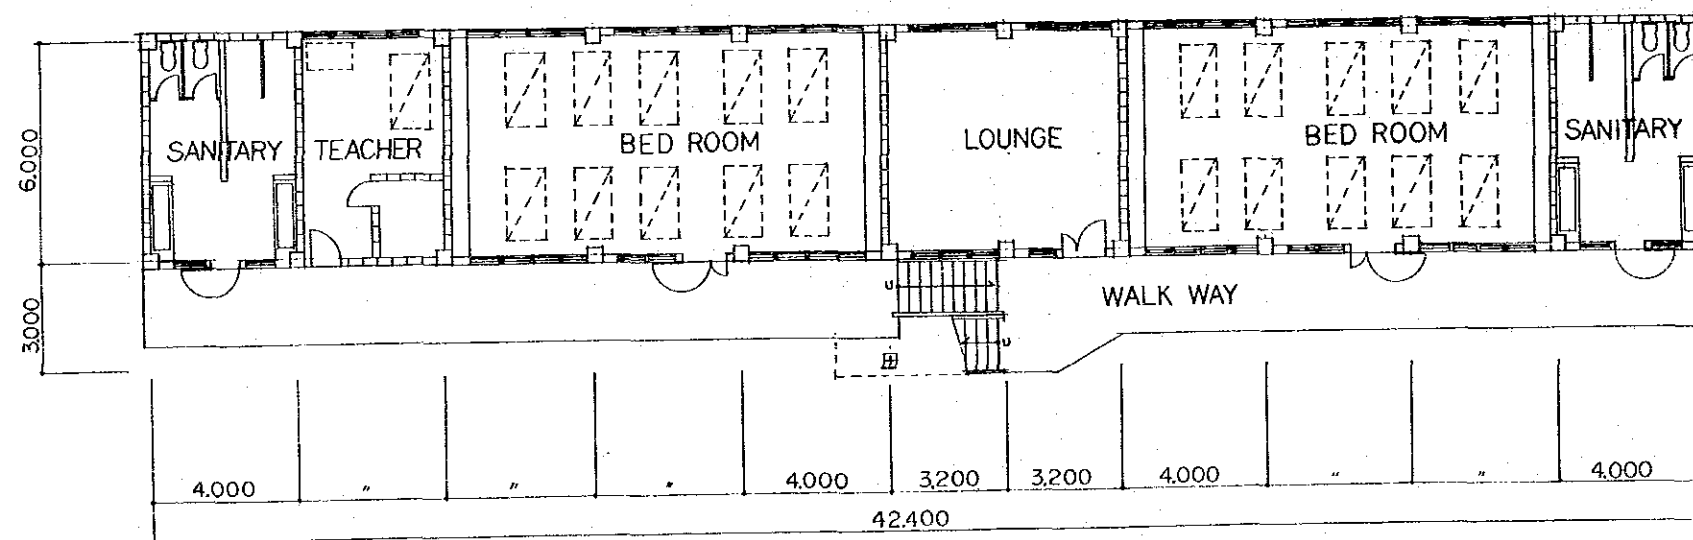 SANITARY
TEACHER
BED ROOM
LOUNGE
BED ROOM
SANITARY
6,000
3,000
U
WALK WAY
U
4,000 〃 〃 〃 4,000 3,200 3,200 4,000 〃 〃 4,000
42,400